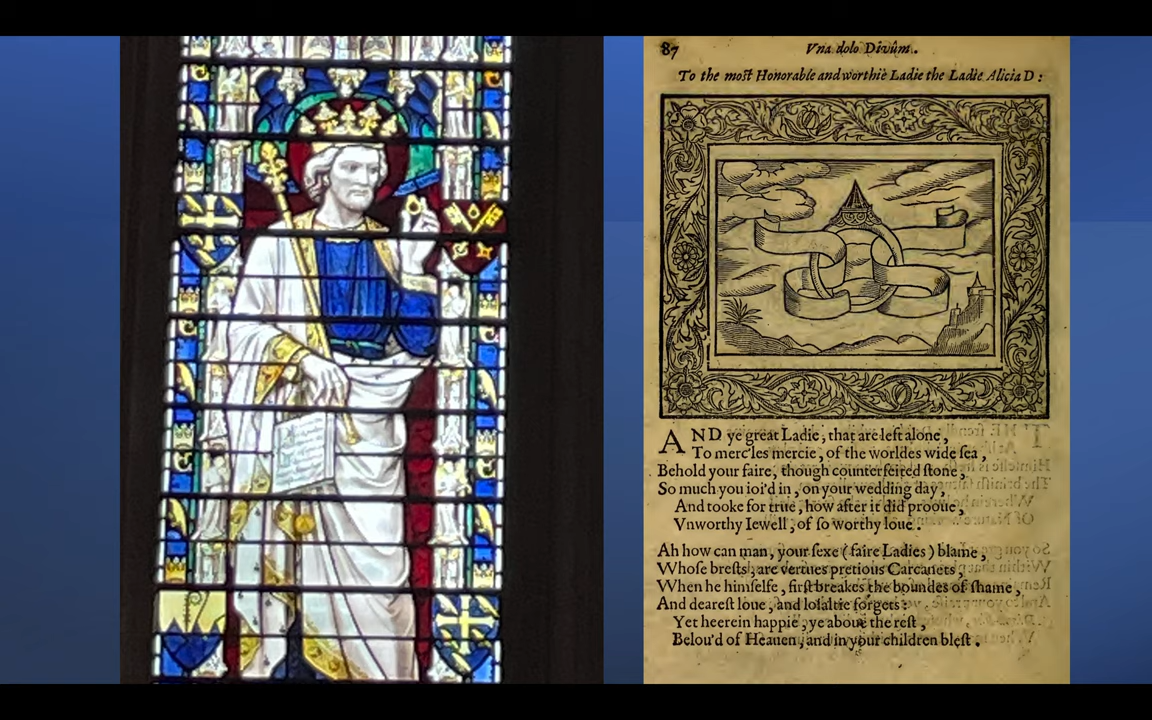 87
Vna dolo Divûm.
To the moſt Honorable and worthie Ladie the Ladie Alicia D :
AND ye great Ladie, that are left alone,
To merc'les mercie, of the worldes wide ſea,
Behold your faire, though counterfeited ſtone,
So much you ioi'd in, on your wedding day,
And tooke for true, how after it did prooue,
Vnworthy Iewell, of ſo worthy loue.
Ah how can man, your ſexe (faire Ladies) blame,
Whoſe breſts, are vertues pretious Carcanets,
When he himſelfe, firſt breakes the boundes of ſhame,
And deareſt loue, and loialtie forgets:
Yet heerein happie, ye aboue the reſt,
Belou'd of Heauen, and in your children bleſt.